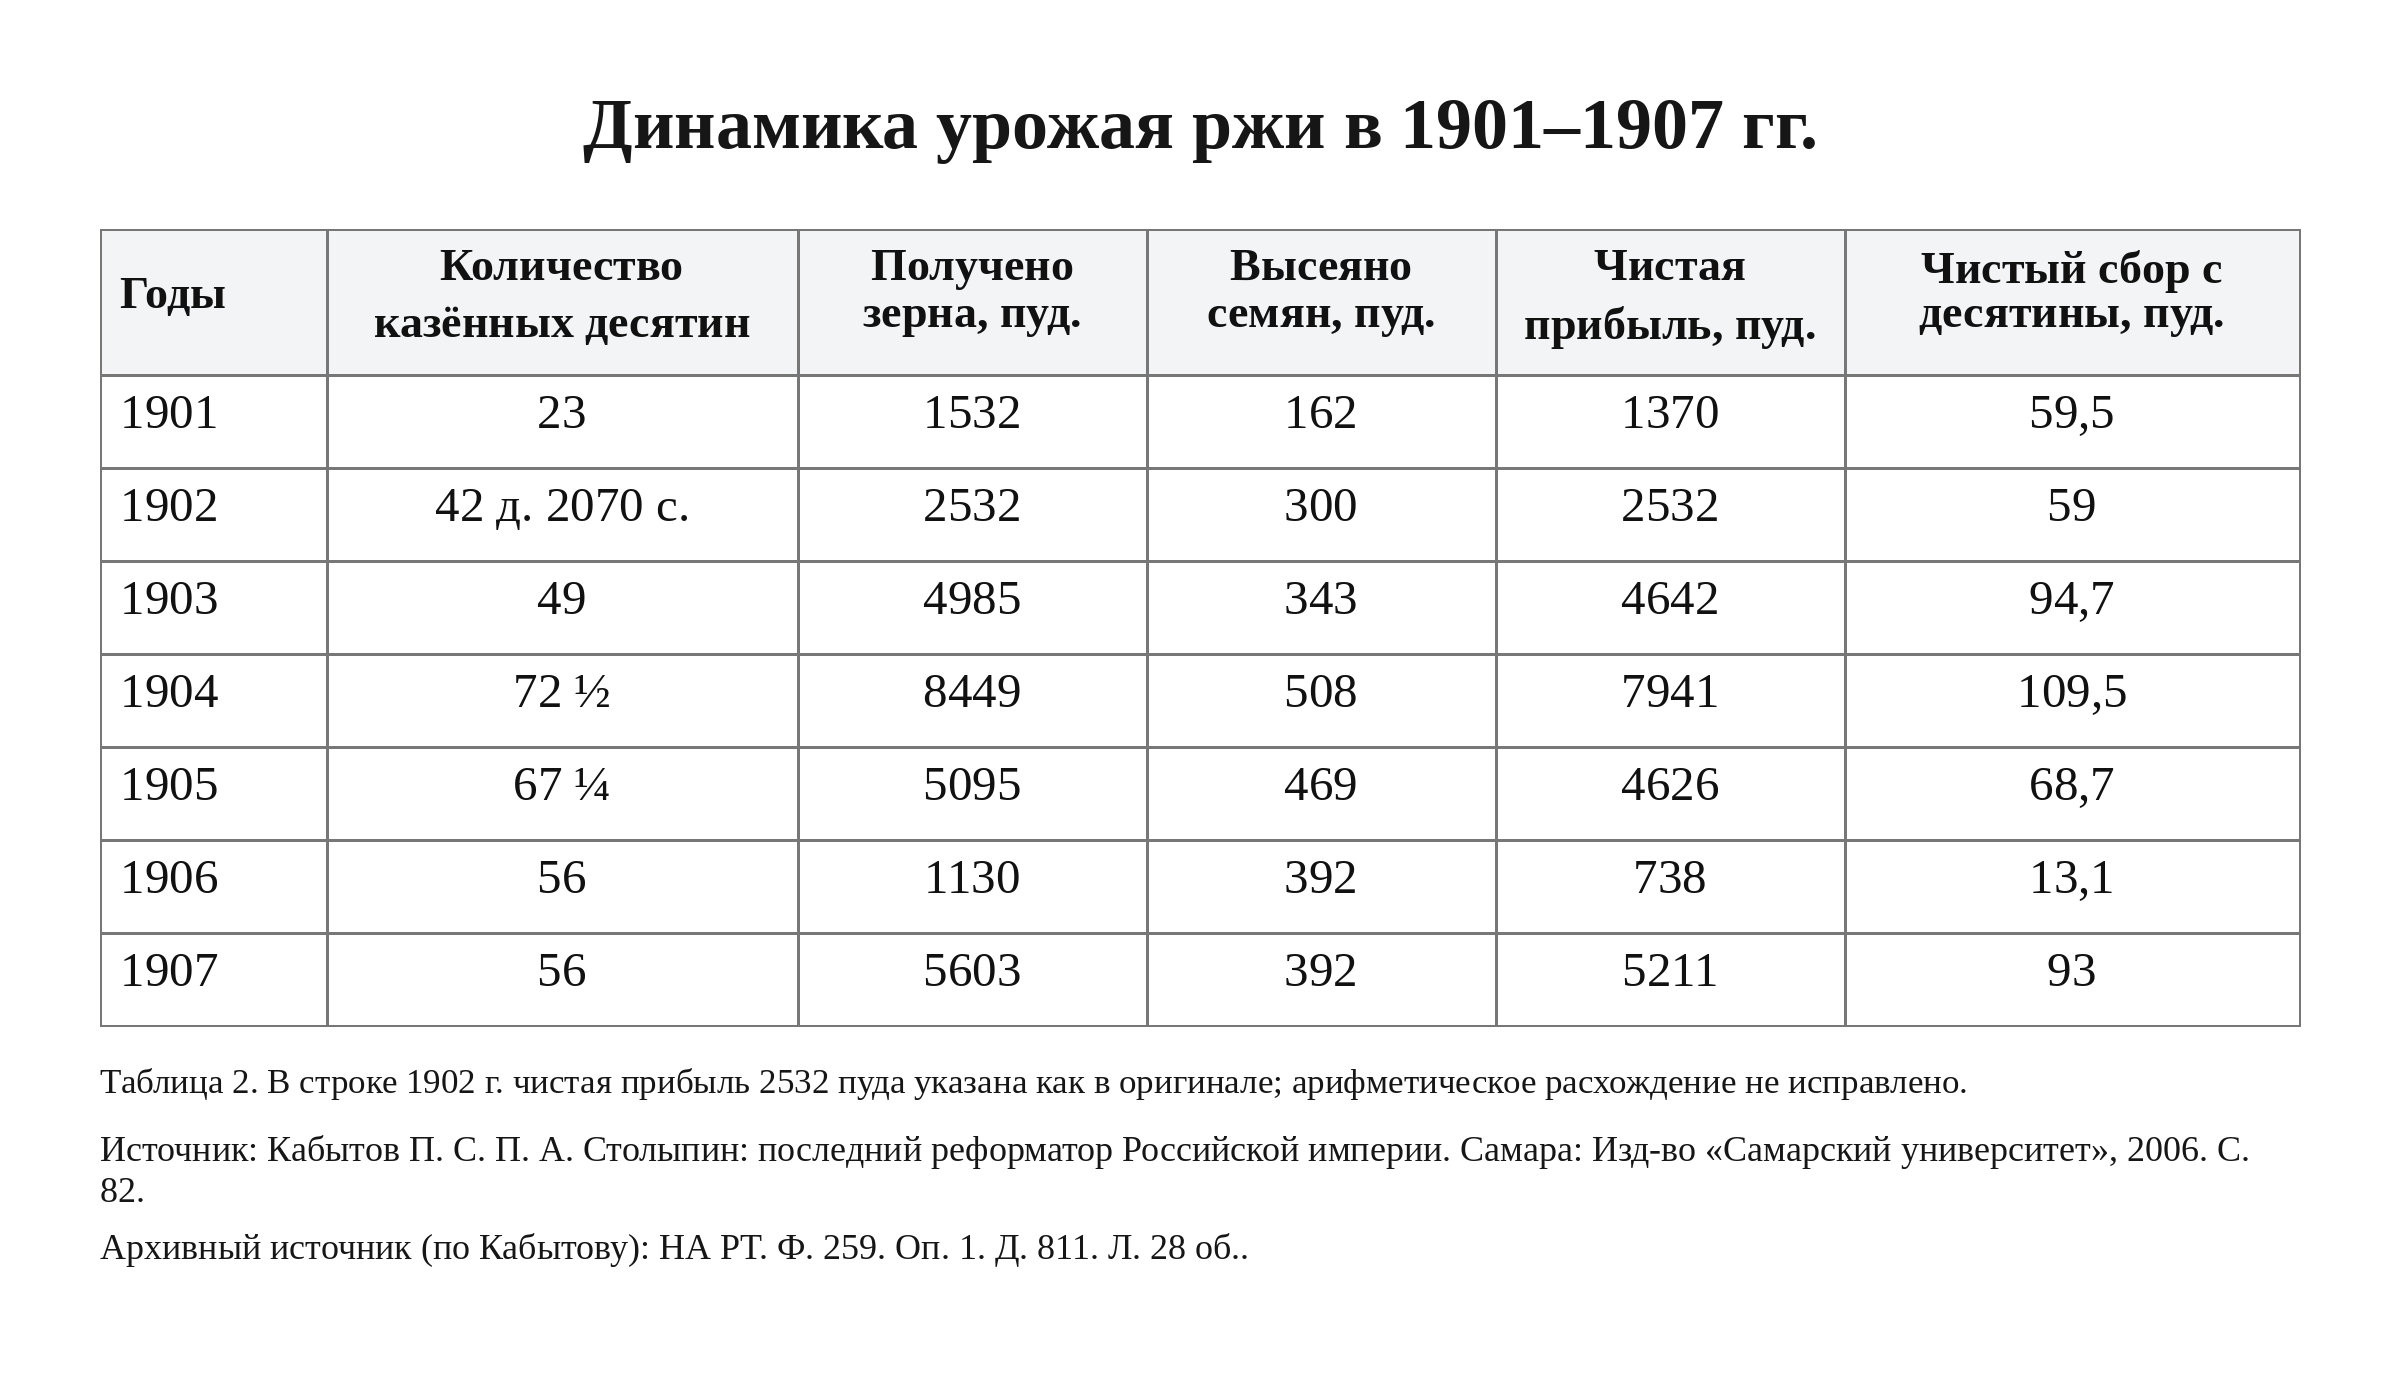 Динамика урожая ржи в 1901–1907 гг.
Годы Количество казённых десятин Получено зерна, пуд. Высеяно семян, пуд. Чистая прибыль, пуд. Чистый сбор с десятины, пуд.
1901 23 1532 162 1370 59,5
1902 42 д. 2070 с. 2532 300 2532 59
1903 49 4985 343 4642 94,7
1904 72 ½ 8449 508 7941 109,5
1905 67 ¼ 5095 469 4626 68,7
1906 56 1130 392 738 13,1
1907 56 5603 392 5211 93
Таблица 2. В строке 1902 г. чистая прибыль 2532 пуда указана как в оригинале; арифметическое расхождение не исправлено.
Источник: Кабытов П. С. П. А. Столыпин: последний реформатор Российской империи. Самара: Изд-во «Самарский университет», 2006. С.
82.
Архивный источник (по Кабытову): НА РТ. Ф. 259. Оп. 1. Д. 811. Л. 28 об..